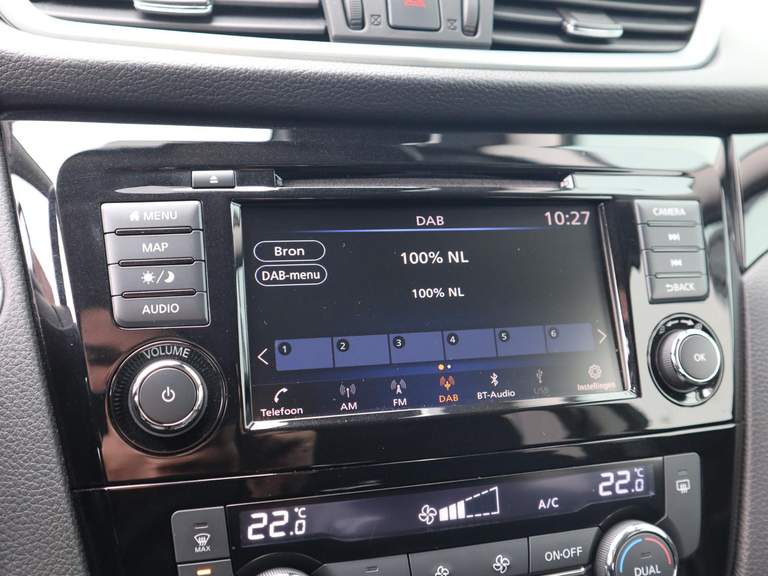 MENU
MAP
AUDIO
VOLUME
DAB 10:27
Bron
DAB-menu
100% NL
100% NL
1 2 3 4 5 6
Telefoon AM FM DAB BT-Audio USB Instellingen
CAMERA
BACK
OK
22.0 °C A/C 22.0 °C
MAX
ON-OFF
DUAL